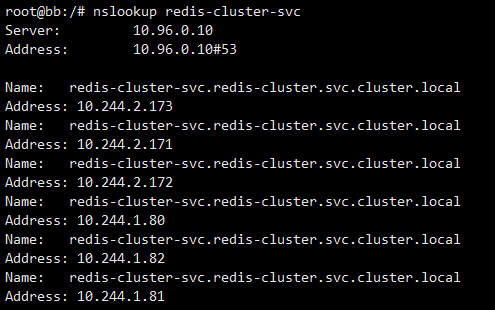 root@bb:/# nslookup redis-cluster-svc
Server:         10.96.0.10
Address:        10.96.0.10#53

Name:   redis-cluster-svc.redis-cluster.svc.cluster.local
Address: 10.244.2.173
Name:   redis-cluster-svc.redis-cluster.svc.cluster.local
Address: 10.244.2.171
Name:   redis-cluster-svc.redis-cluster.svc.cluster.local
Address: 10.244.2.172
Name:   redis-cluster-svc.redis-cluster.svc.cluster.local
Address: 10.244.1.80
Name:   redis-cluster-svc.redis-cluster.svc.cluster.local
Address: 10.244.1.82
Name:   redis-cluster-svc.redis-cluster.svc.cluster.local
Address: 10.244.1.81